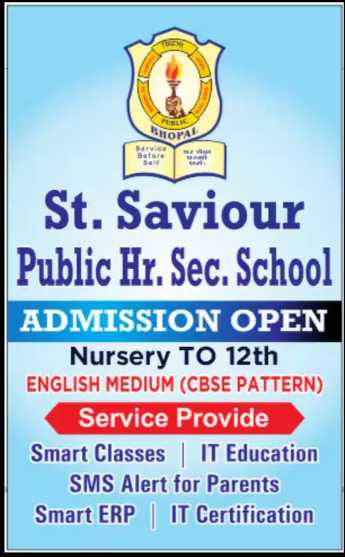 PUBLIC
BHOPAL
Service
Before
Self
St. Saviour
Public Hr. Sec. School
ADMISSION OPEN
Nursery TO 12th
ENGLISH MEDIUM (CBSE PATTERN)
Service Provide
Smart Classes | IT Education
SMS Alert for Parents
Smart ERP | IT Certification